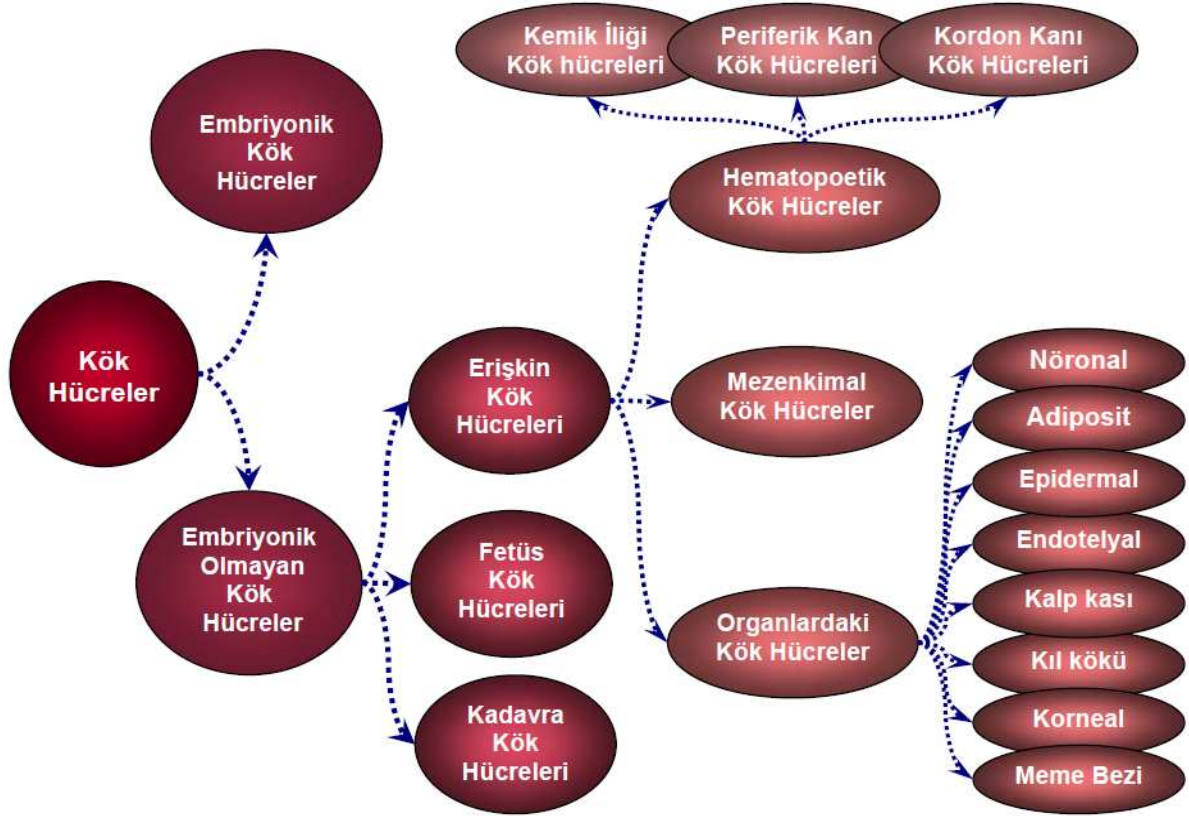 Kemik İliği
Kök hücreleri
Periferik Kan
Kök Hücreleri
Kordon Kanı
Kök Hücreleri
Embriyonik
Kök
Hücreler
Hematopoetik
Kök Hücreler
Kök
Hücreler
Erişkin
Kök
Hücreleri
Mezenkimal
Kök Hücreler
Embriyonik
Olmayan
Kök
Hücreler
Fetüs
Kök
Hücreleri
Organlardaki
Kök Hücreler
Kadavra
Kök
Hücreleri
Nöronal
Adiposit
Epidermal
Endotelyal
Kalp kası
Kıl kökü
Korneal
Meme Bezi